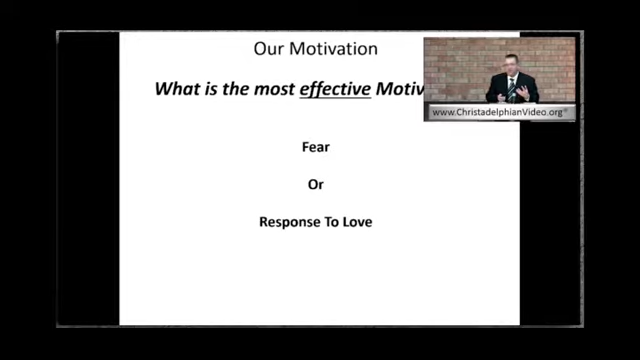 Our Motivation
What is the most effective Motiv
www.ChristadelphianVideo.org
Fear
Or
Response To Love